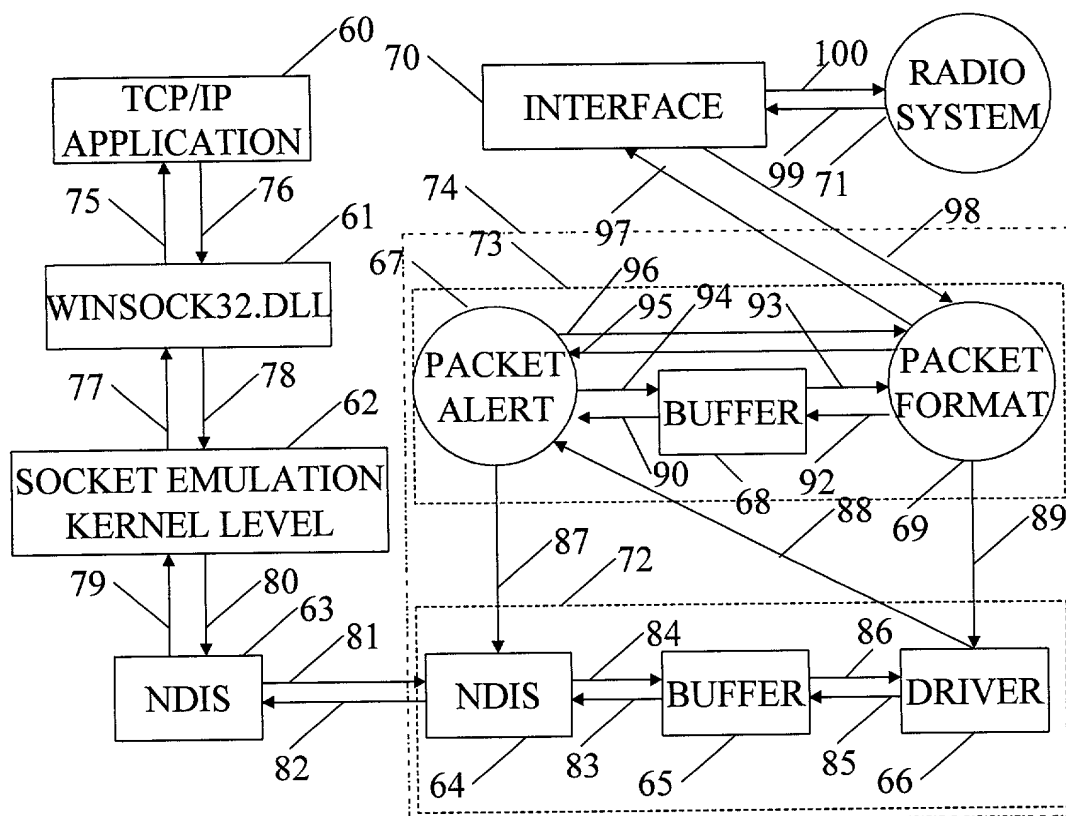 60
70
100
TCP/IP
APPLICATION
INTERFACE
RADIO
SYSTEM
75
76
61
74
99
71
97
98
73
67
96
95
94
93
WINSOCK32.DLL
PACKET
ALERT
BUFFER
PACKET
FORMAT
77
78
62
90
92
68
88
69
SOCKET EMULATION
KERNEL LEVEL
87
89
72
79
80
63
81
84
86
NDIS
NDIS
BUFFER
DRIVER
82
64
83
65
85
66